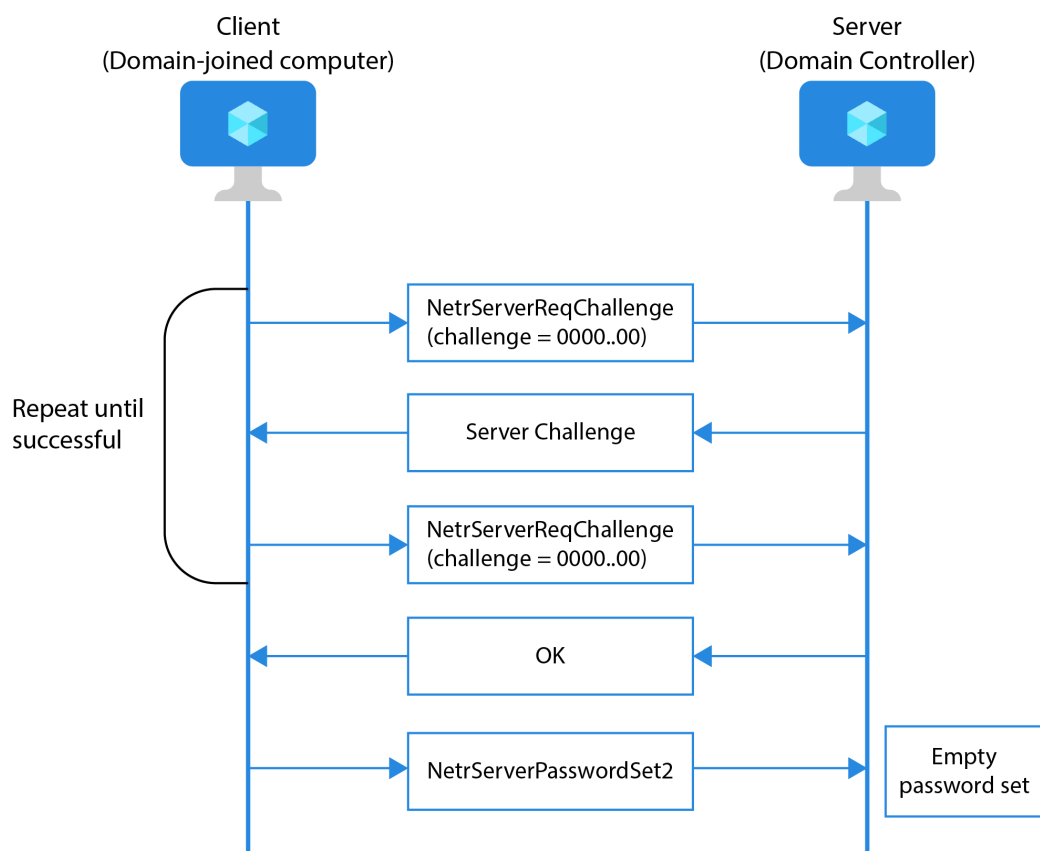 Client
(Domain-joined computer)
Server
(Domain Controller)
NetrServerReqChallenge
(challenge = 0000..00)
Repeat until
successful
Server Challenge
NetrServerReqChallenge
(challenge = 0000..00)
OK
NetrServerPasswordSet2
Empty
password set